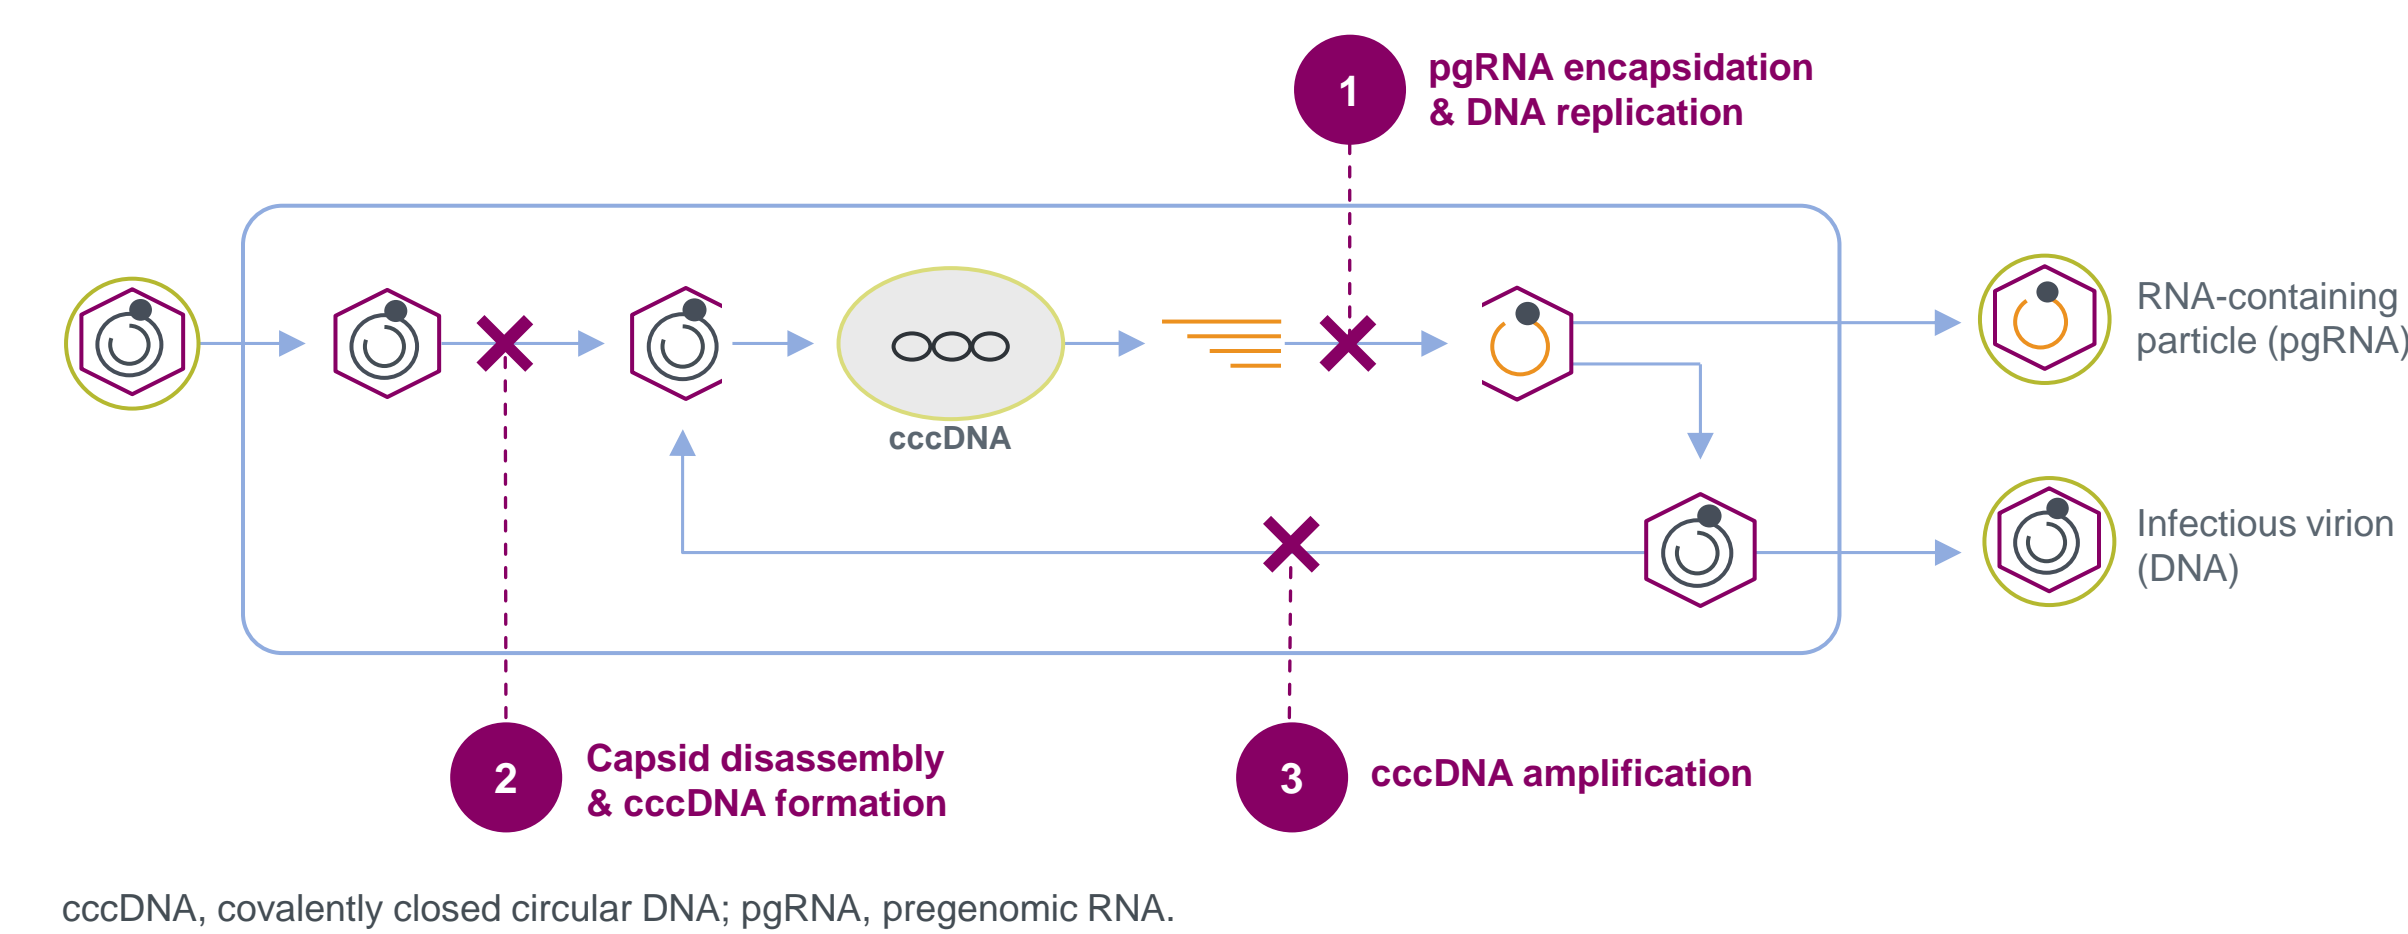 1
pgRNA encapsidation
& DNA replication
RNA-containing
particle (pgRNA)
cccDNA
Infectious virion
(DNA)
2
Capsid disassembly
& cccDNA formation
3
cccDNA amplification
cccDNA, covalently closed circular DNA; pgRNA, pregenomic RNA.